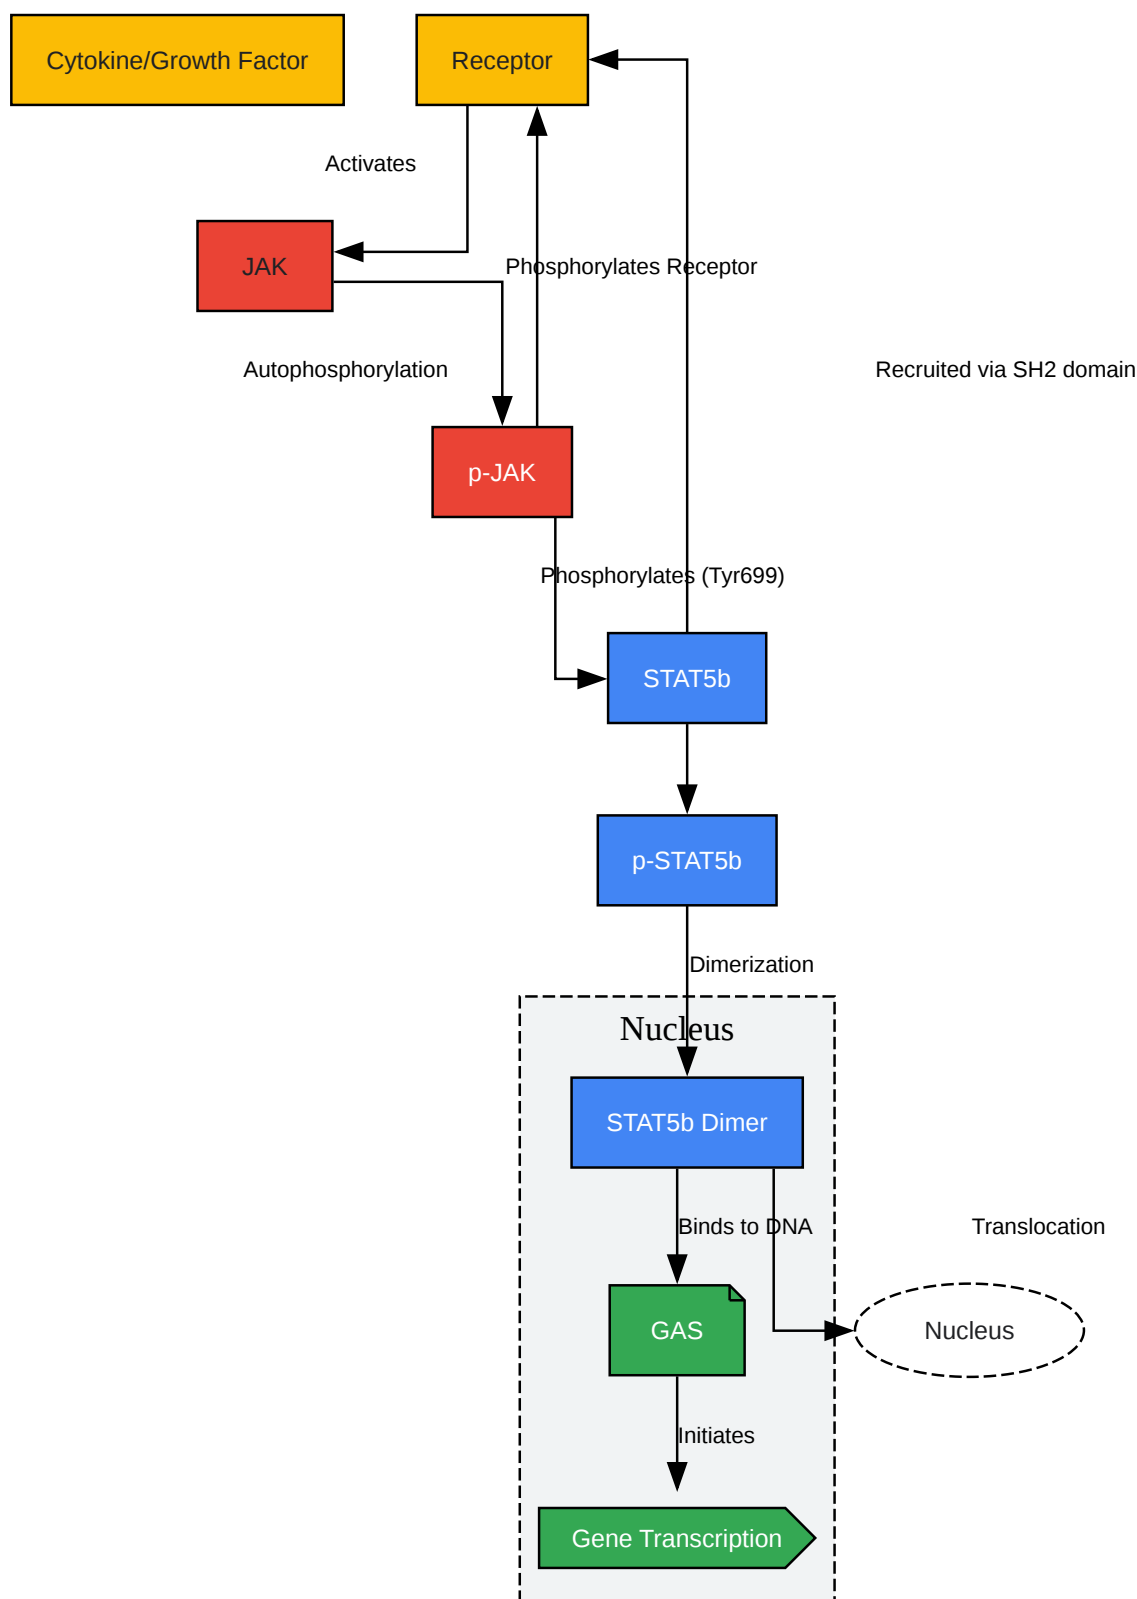 Cytokine/Growth Factor
Receptor
Activates
JAK
Phosphorylates Receptor
Autophosphorylation
Recruited via SH2 domain
p-JAK
Phosphorylates (Tyr699)
STAT5b
p-STAT5b
Dimerization
Nucleus
STAT5b Dimer
Binds to DNA
Translocation
GAS
Nucleus
Initiates
Gene Transcription